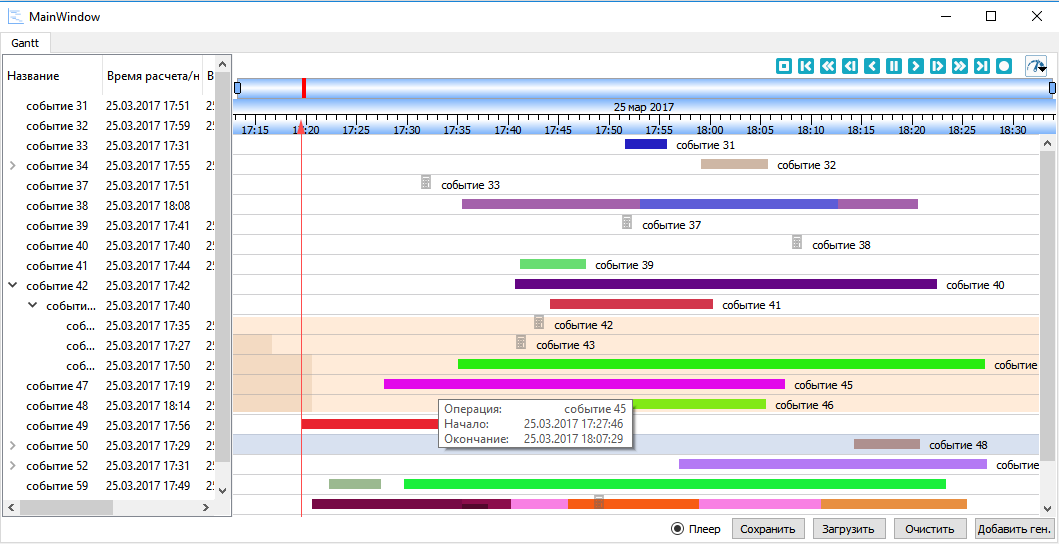 MainWindow
Gantt
Название Время расчета/н В
25 мар 2017
17:15 17:20 17:25 17:30 17:35 17:40 17:45 17:50 17:55 18:00 18:05 18:10 18:15 18:20 18:25 18:30
событие 31 25.03.2017 17:51 25
событие 32 25.03.2017 17:59 25
событие 33 25.03.2017 17:31
событие 34 25.03.2017 17:55 25
событие 37 25.03.2017 17:51
событие 38 25.03.2017 18:08
событие 39 25.03.2017 17:41 25
событие 40 25.03.2017 17:40 25
событие 41 25.03.2017 17:44 25
событие 42 25.03.2017 17:42
событи... 25.03.2017 17:40
соб... 25.03.2017 17:35 25
соб... 25.03.2017 17:27 25
соб... 25.03.2017 17:50 25
событие 47 25.03.2017 17:19 25
событие 48 25.03.2017 18:14 25
событие 49 25.03.2017 17:56
событие 50 25.03.2017 17:29 25
событие 52 25.03.2017 17:31 25
событие 59 25.03.2017 17:49 25
событие 31
событие 32
событие 33
событие 37
событие 38
событие 39
событие 40
событие 41
событие 42
событие 43
событие
событие 45
событие 46
Операция: событие 45
Начало: 25.03.2017 17:27:46
Окончание: 25.03.2017 18:07:29
событие 48
событие
Плеер Сохранить Загрузить Очистить Добавить ген.